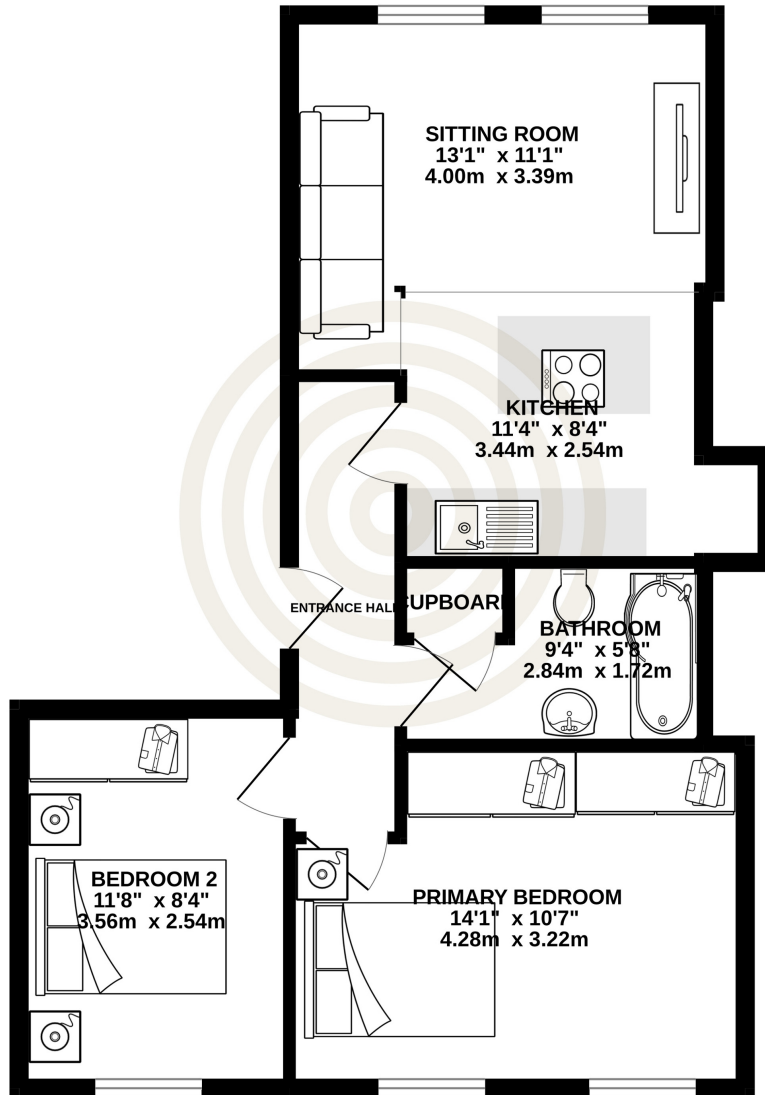 SITTING ROOM
13'1" x 11'1"
4.00m x 3.39m
KITCHEN
11'4" x 8'4"
3.44m x 2.54m
ENTRANCE HALL
CUPBOARD
BATHROOM
9'4" x 5'8"
2.84m x 1.72m
BEDROOM 2
11'8" x 8'4"
3.56m x 2.54m
PRIMARY BEDROOM
14'1" x 10'7"
4.28m x 3.22m